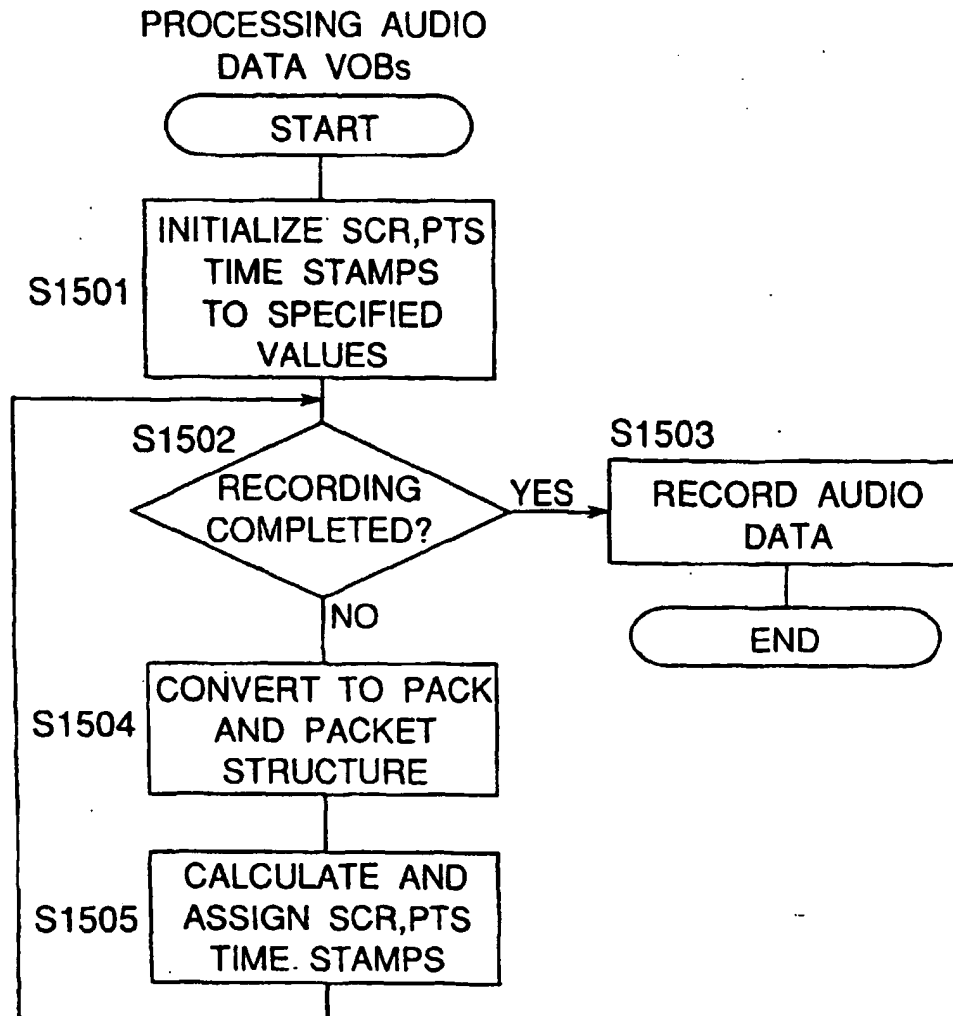 PROCESSING AUDIO
DATA VOBs
START
S1501
INITIALIZE SCR,PTS
TIME STAMPS
TO SPECIFIED
VALUES
S1502
RECORDING
COMPLETED?
YES
S1503
RECORD AUDIO
DATA
END
NO
S1504
CONVERT TO PACK
AND PACKET
STRUCTURE
S1505
CALCULATE AND
ASSIGN SCR,PTS
TIME. STAMPS